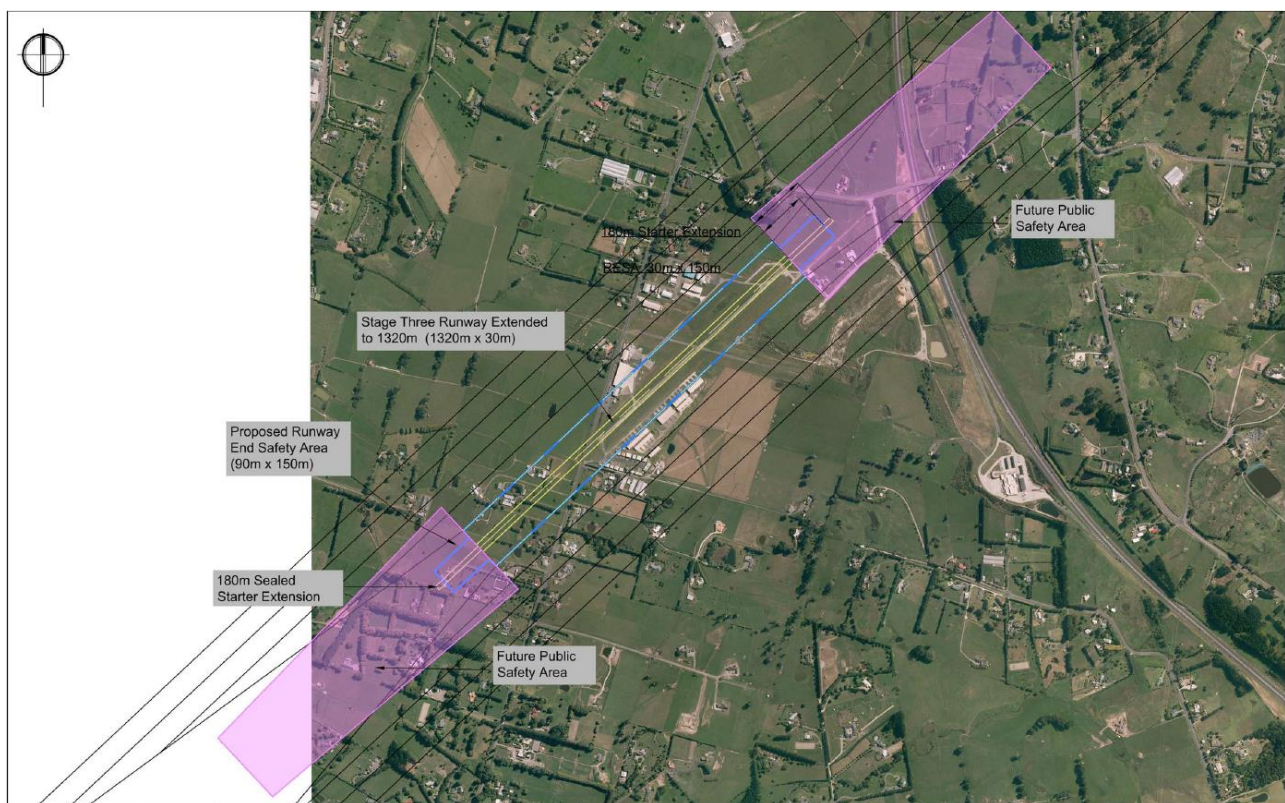 180m Starter Extension
RESA 30m x 150m
Future Public
Safety Area
Stage Three Runway Extended
to 1320m (1320m x 30m)
Proposed Runway
End Safety Area
(90m x 150m)
180m Sealed
Starter Extension
Future Public
Safety Area